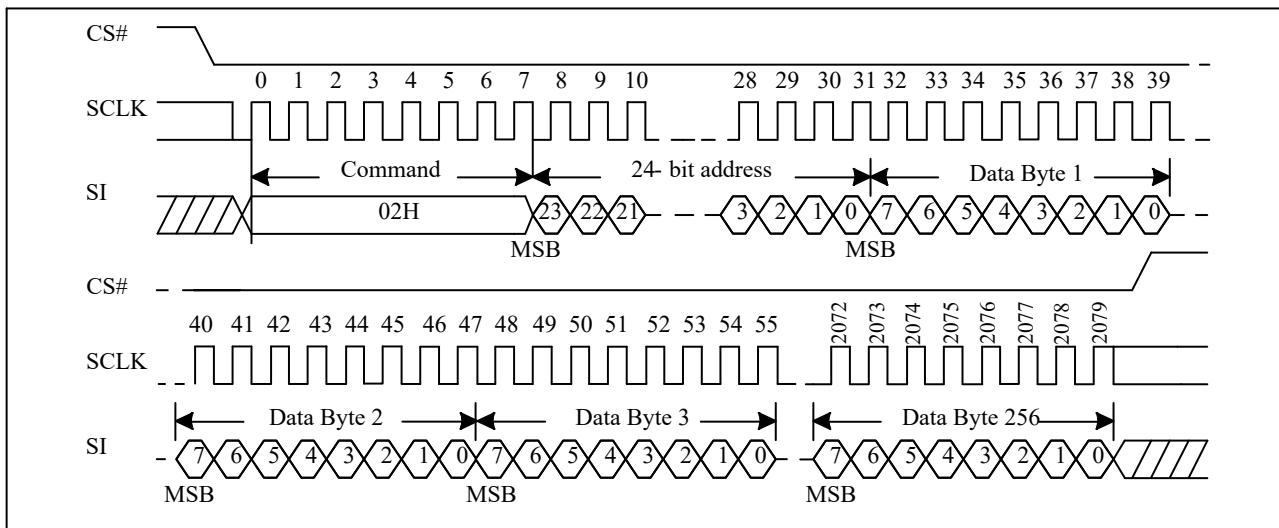 CS#
0 1 2 3 4 5 6 7 8 9 10 28 29 30 31 32 33 34 35 36 37 38 39
SCLK
Command 24- bit address Data Byte 1
SI
02H 23 22 21 3 2 1 0 7 6 5 4 3 2 1 0
MSB MSB
CS#
40 41 42 43 44 45 46 47 48 49 50 51 52 53 54 55 2072 2073 2074 2075 2076 2077 2078 2079
SCLK
Data Byte 2 Data Byte 3 Data Byte 256
SI
7 6 5 4 3 2 1 0 7 6 5 4 3 2 1 0 7 6 5 4 3 2 1 0
MSB MSB MSB